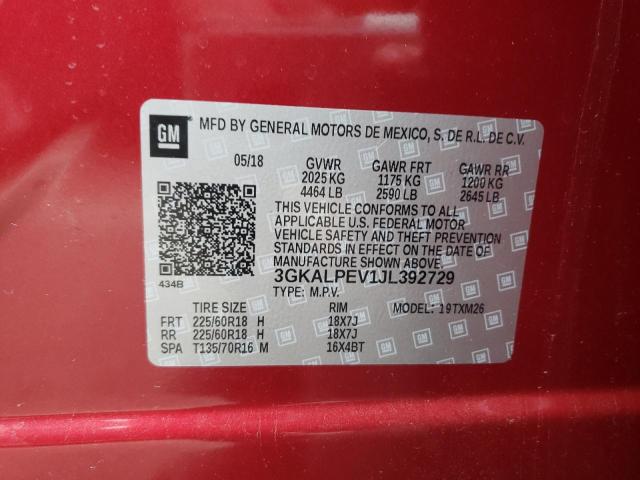 GM MFD BY GENERAL MOTORS DE MEXICO, S. DE R.L. DE C.V.
05/18 GVWR GAWR FRT GAWR RR
2025 KG 1175 KG 1200 KG
4464 LB 2590 LB 2645 LB
THIS VEHICLE CONFORMS TO ALL
APPLICABLE U.S. FEDERAL MOTOR
VEHICLE SAFETY AND THEFT PREVENTION
STANDARDS IN EFFECT ON THE DATE OF
MANUFACTURE SHOWN ABOVE.
3GKALPEV1JL392729
434B TYPE: M.P.V.
TIRE SIZE RIM MODEL: 19TXM26
FRT 225/60R18 H 18X7J
RR 225/60R18 H 18X7J
SPA T135/70R16 M 16X4BT